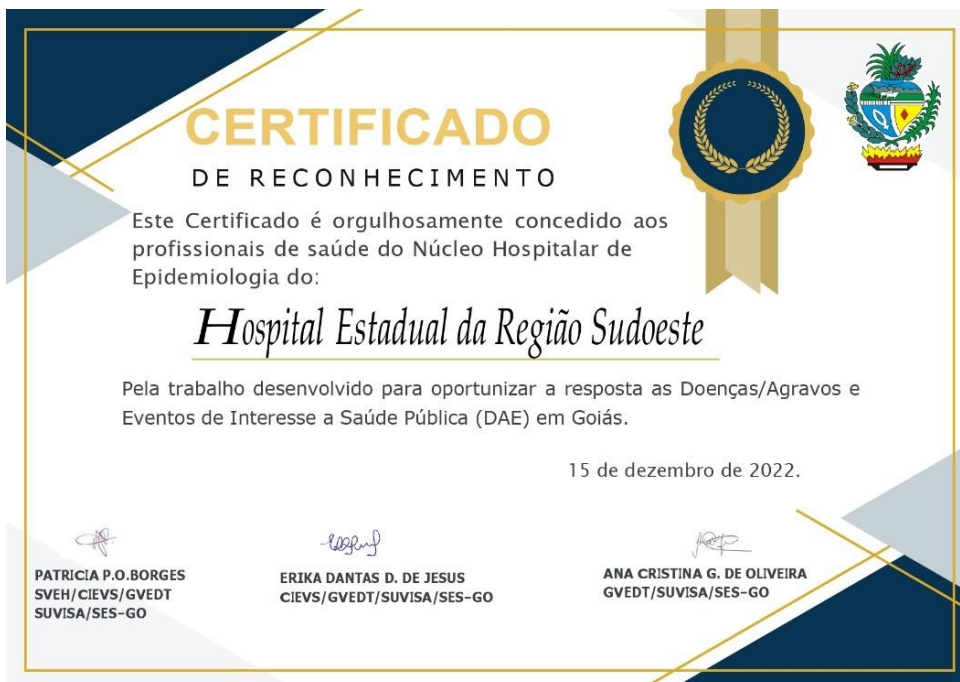 CERTIFICADO
DE RECONHECIMENTO
Este Certificado é orgulhosamente concedido aos
profissionais de saúde do Núcleo Hospitalar de
Epidemiologia do:
Hospital Estadual da Região Sudoeste
Pela trabalho desenvolvido para oportunizar a resposta as Doenças/Agravos e
Eventos de Interesse a Saúde Pública (DAE) em Goiás.
15 de dezembro de 2022.
PATRICIA P.O.BORGES
SVEH/CIEVS/GVEDT
SUVISA/SES-GO
ERIKA DANTAS D. DE JESUS
CIEVS/GVEDT/SUVISA/SES-GO
ANA CRISTINA G. DE OLIVEIRA
GVEDT/SUVISA/SES-GO